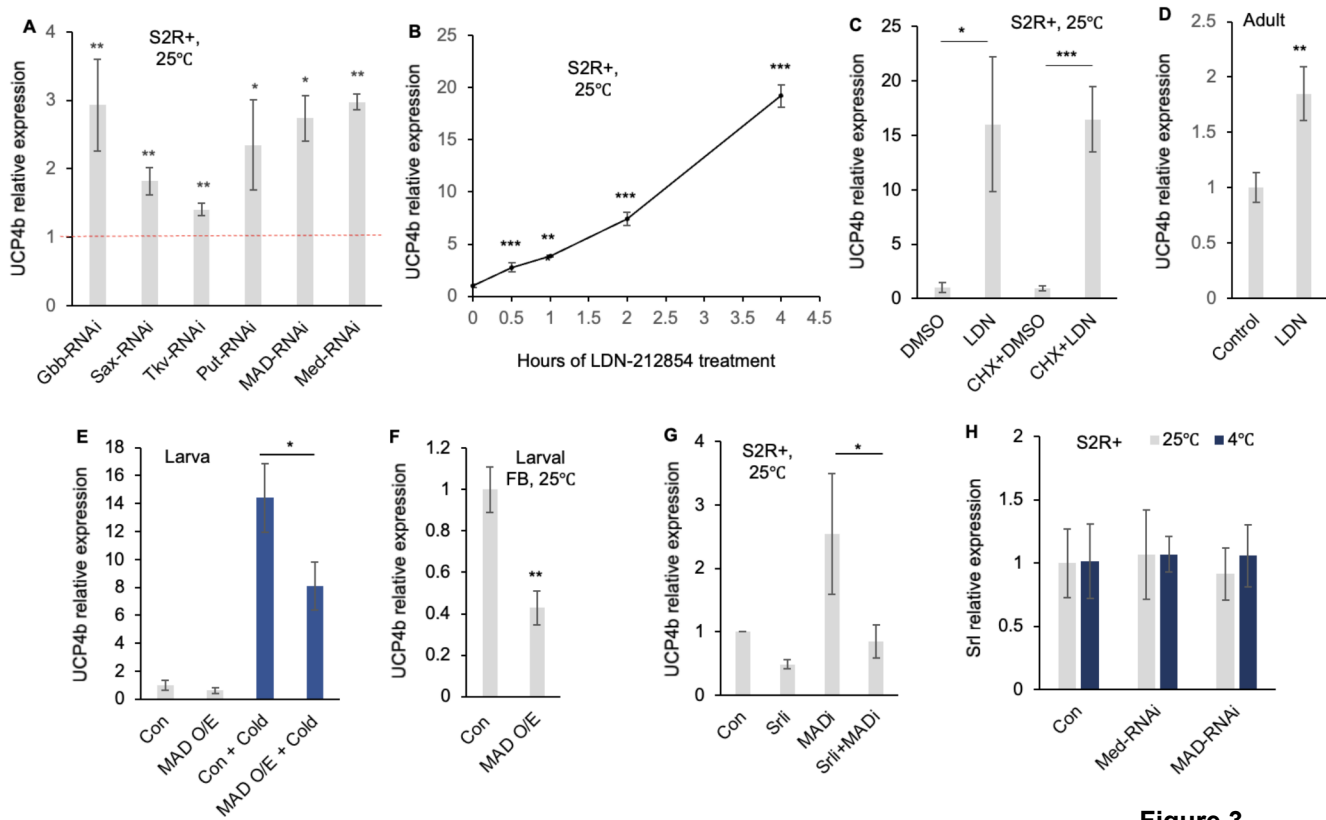 A
UCP4b relative expression
4
3
2
1
0
S2R+,
25℃
**
**
**
*
*
**
Gbb-RNAi
Sax-RNAi
Tkv-RNAi
Put-RNAi
MAD-RNAi
Med-RNAi
B
UCP4b relative expression
25
20
15
10
5
0
S2R+,
25℃
***
**
***
***
0 0.5 1 1.5 2 2.5 3 3.5 4 4.5
Hours of LDN-212854 treatment
C
UCP4b relative expression
25
20
15
10
5
0
S2R+, 25℃
*
***
DMSO
LDN
CHX+DMSO
CHX+LDN
D
UCP4b relative expression
2.5
2
1.5
1
0.5
0
Adult
**
Control
LDN
E
UCP4b relative expression
18
16
14
12
10
8
6
4
2
0
Larva
*
Con
MAD O/E
Con + Cold
MAD O/E + Cold
F
UCP4b relative expression
1.2
1
0.8
0.6
0.4
0.2
0
Larval
FB, 25℃
**
Con
MAD O/E
G
UCP4b relative expression
4
3
2
1
0
S2R+,
25℃
*
Con
Srli
MADi
Srli+MADi
H
Srl relative expression
2
1.5
1
0.5
0
S2R+
25℃ 4℃
Con
Med-RNAi
MAD-RNAi